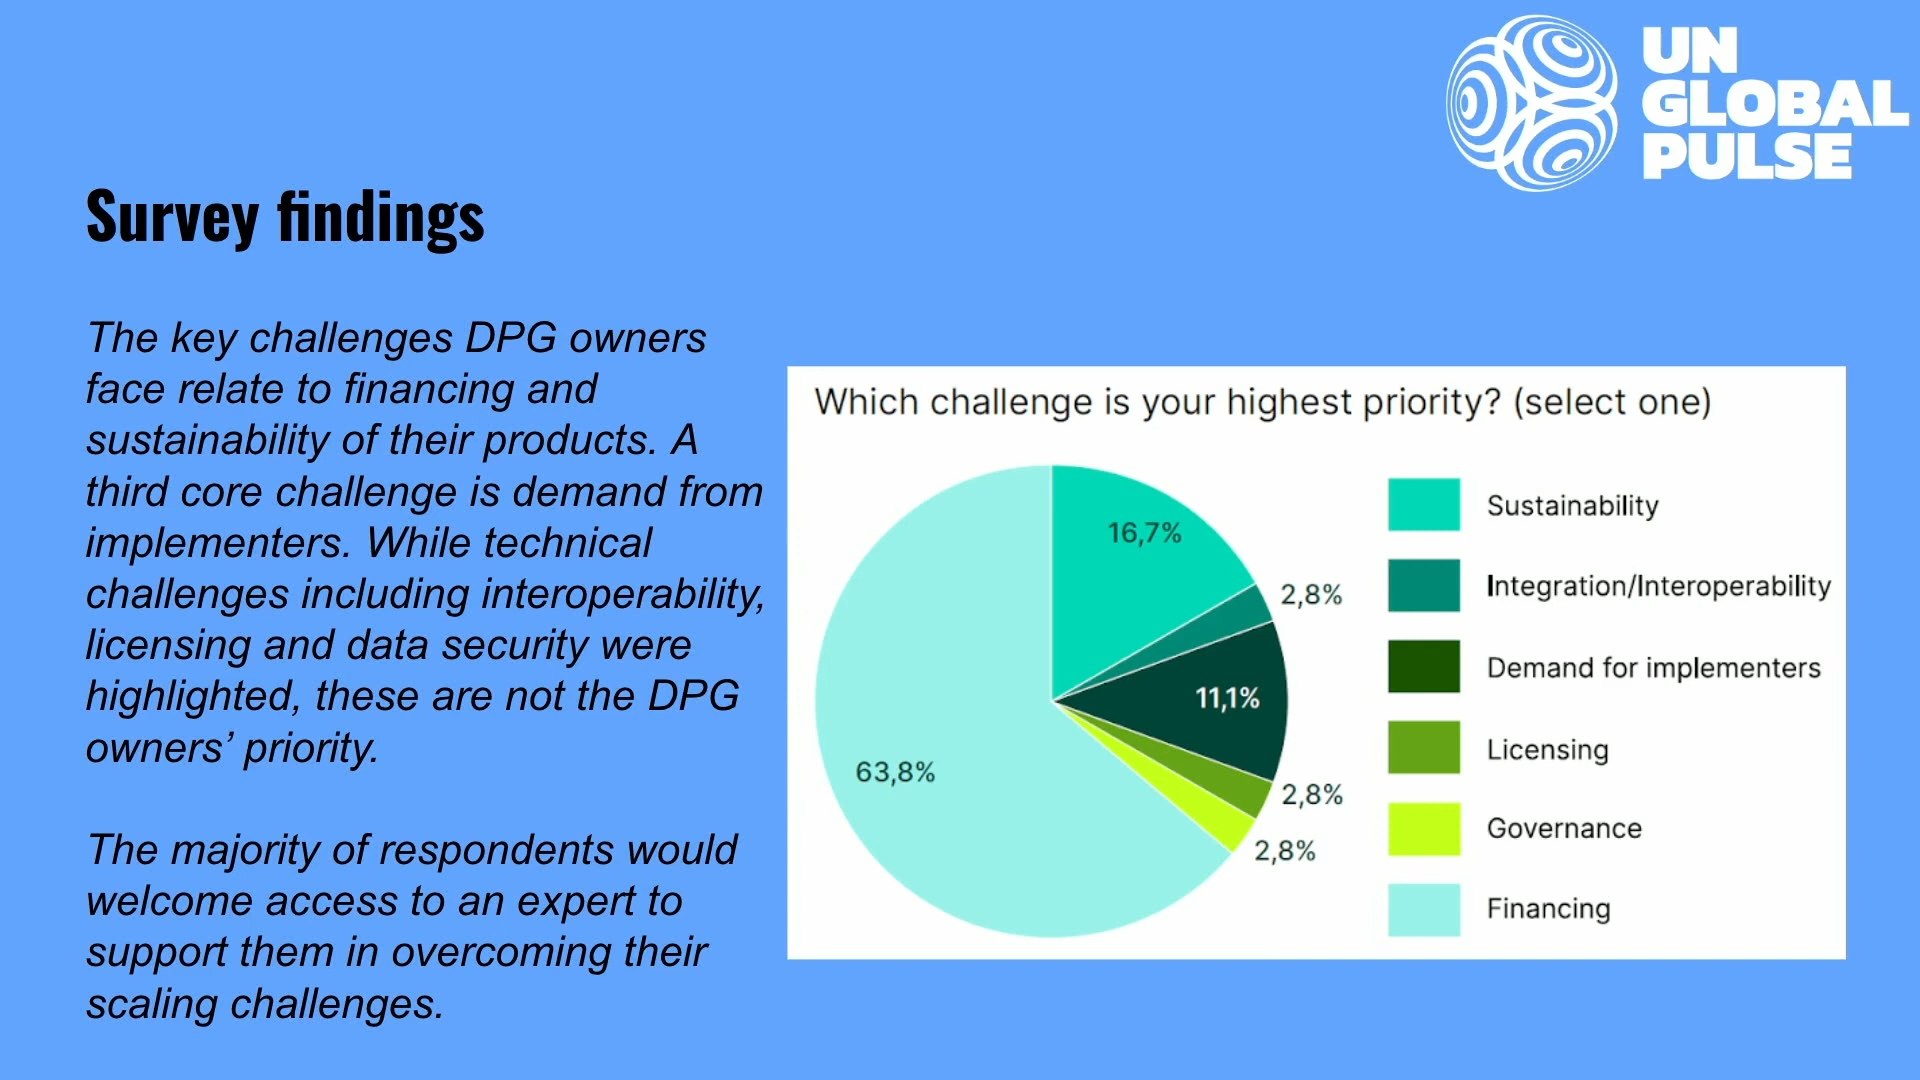 UN
GLOBAL
PULSE
Survey findings
The key challenges DPG owners
face relate to financing and
sustainability of their products. A
third core challenge is demand from
implementers. While technical
challenges including interoperability,
licensing and data security were
highlighted, these are not the DPG
owners’ priority.
The majority of respondents would
welcome access to an expert to
support them in overcoming their
scaling challenges.
Which challenge is your highest priority? (select one)
16,7%
2,8%
11,1%
2,8%
2,8%
63,8%
Sustainability
Integration/Interoperability
Demand for implementers
Licensing
Governance
Financing